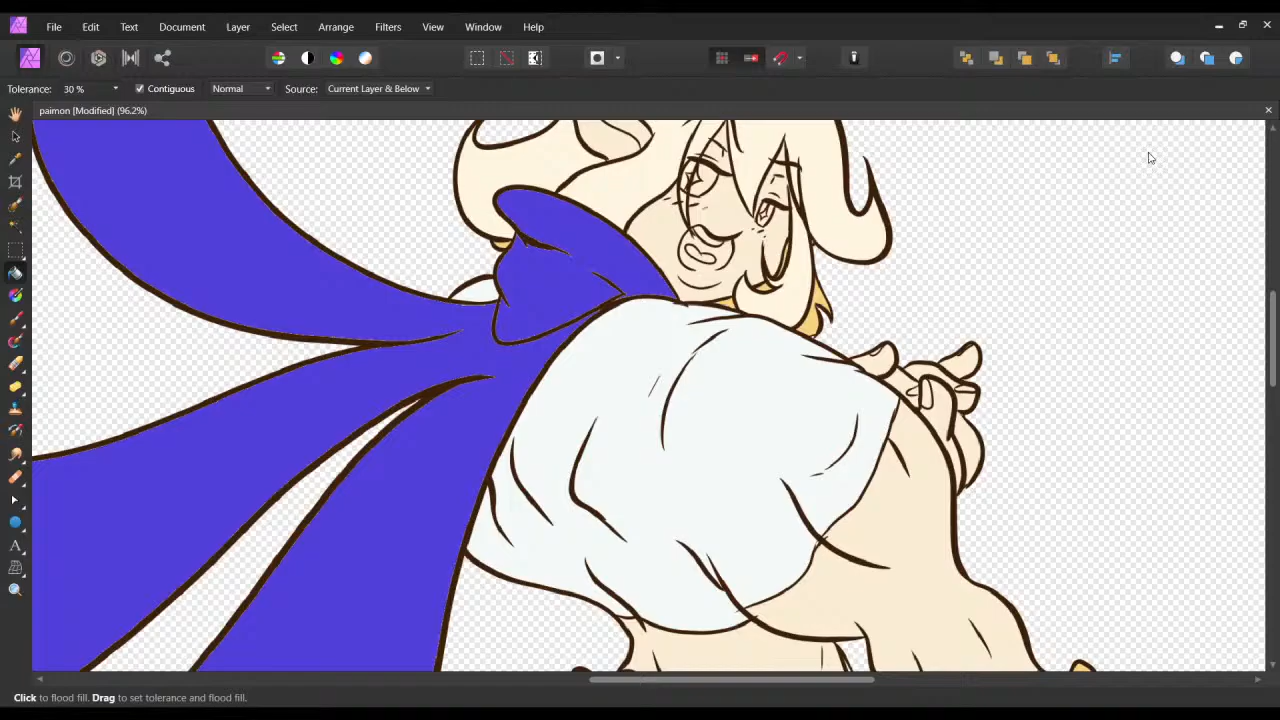 File Edit Text Document Layer Select Arrange Filters View Window Help
Tolerance: 30 % Contiguous Normal Source: Current Layer & Below
paimon [Modified] (96.2%)
Click to flood fill. Drag to set tolerance and flood fill.